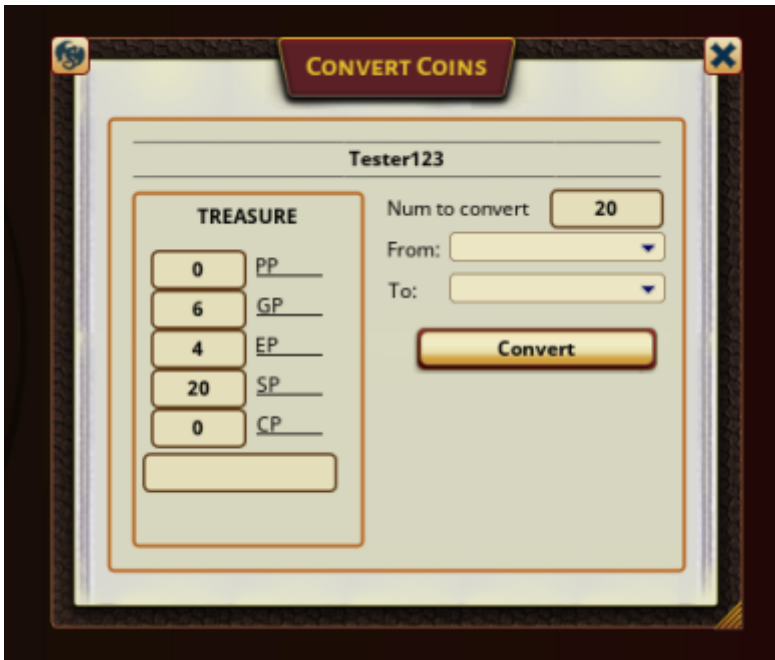 CONVERT COINS
Tester123
TREASURE
0 PP
6 GP
4 EP
20 SP
0 CP
Num to convert 20
From:
To:
Convert